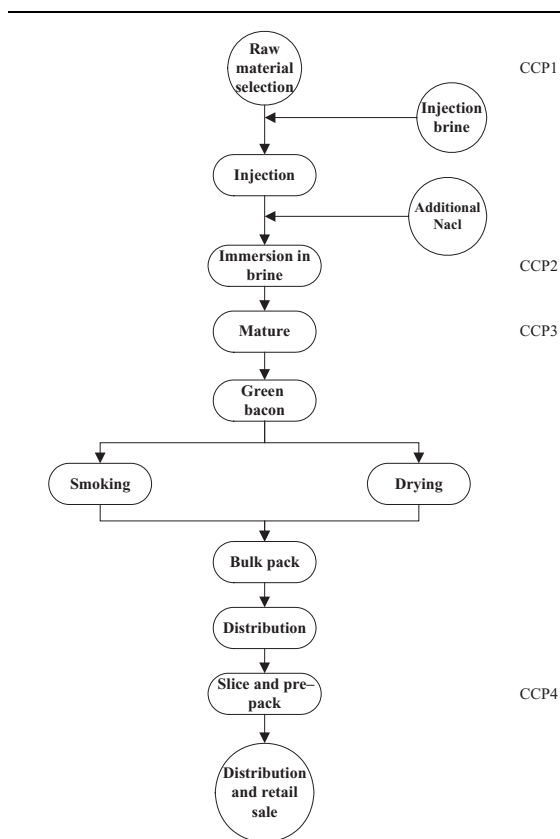 Raw
material
selection
CCP1
Injection
brine
Injection
Additional
Nacl
Immersion in
brine
CCP2
Mature
CCP3
Green
bacon
Smoking
Drying
Bulk pack
Distribution
Slice and pre–
pack
CCP4
Distribution
and retail
sale